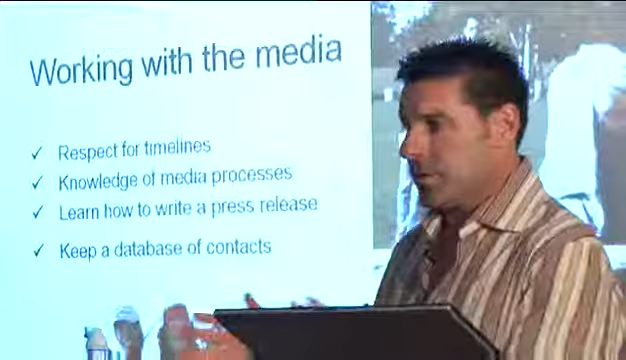 Working with the media
✓ Respect for timelines
✓ Knowledge of media processes
✓ Learn how to write a press release
✓ Keep a database of contacts